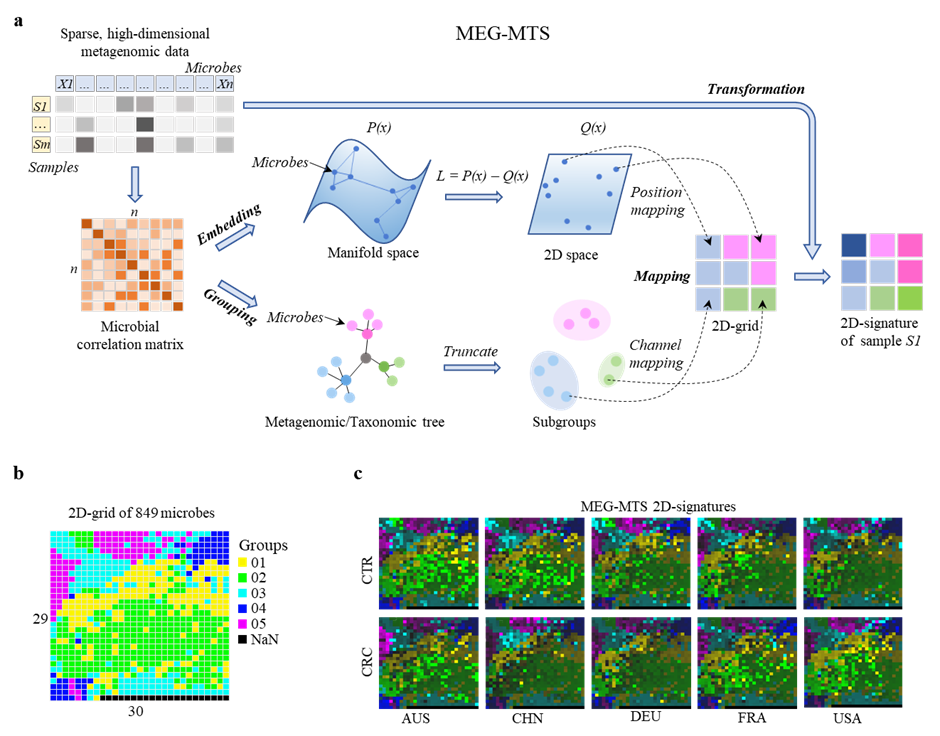 a
MEG-MTS
Sparse, high-dimensional
metagenomic data
Microbes
X1 ... ... ... ... ... ... ... Xn
S1
...
Sm
Samples
Transformation
P(x)
Q(x)
Microbes
L = P(x) − Q(x)
Position
mapping
Embedding
Manifold space
2D space
n
n
Microbial
correlation matrix
Grouping
Mapping
2D-grid
2D-signature
of sample S1
Microbes
Truncate
Channel
mapping
Metagenomic/Taxonomic tree
Subgroups
b
2D-grid of 849 microbes
29
30
Groups
01
02
03
04
05
NaN
c
MEG-MTS 2D-signatures
CTR
CRC
AUS CHN DEU FRA USA